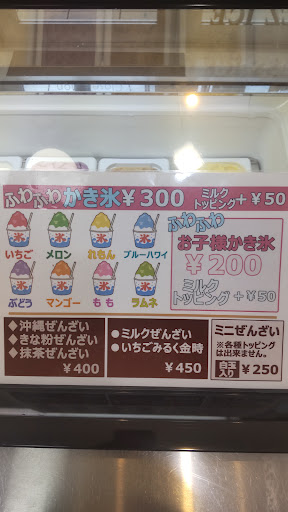 ふわふわかき氷¥300 ミルクトッピング+¥50
いちご メロン れもん ブルーハワイ
ぶどう マンゴー もも ラムネ
ふわふわ
お子様かき氷
¥200
ミルク
トッピング+¥50
◆沖縄ぜんざい
◆きな粉ぜんざい
◆抹茶ぜんざい
¥400
●ミルクぜんざい
●いちごみるく金時
¥450
ミニぜんざい
※各種トッピング
は出来ません。
白玉入り ¥250